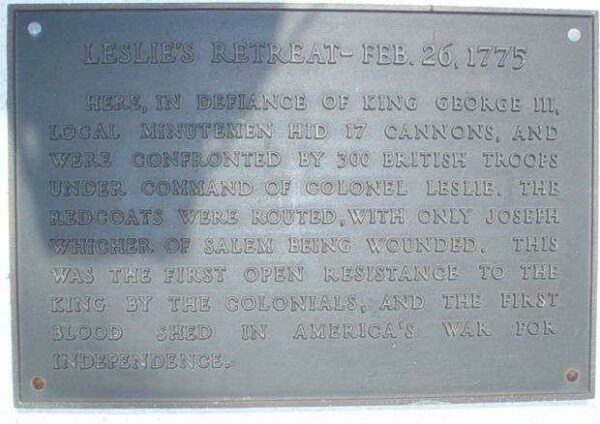 LESLIE'S RETREAT- FEB. 26, 1775
HERE, IN DEFIANCE OF KING GEORGE III,
LOCAL MINUTEMEN HID 17 CANNONS, AND
WERE CONFRONTED BY 300 BRITISH TROOPS
UNDER COMMAND OF COLONEL LESLIE. THE
REDCOATS WERE ROUTED, WITH ONLY JOSEPH
WHICHER OF SALEM BEING WOUNDED. THIS
WAS THE FIRST OPEN RESISTANCE TO THE
KING BY THE COLONIALS, AND THE FIRST
BLOOD SHED IN AMERICA'S WAR FOR
INDEPENDENCE.